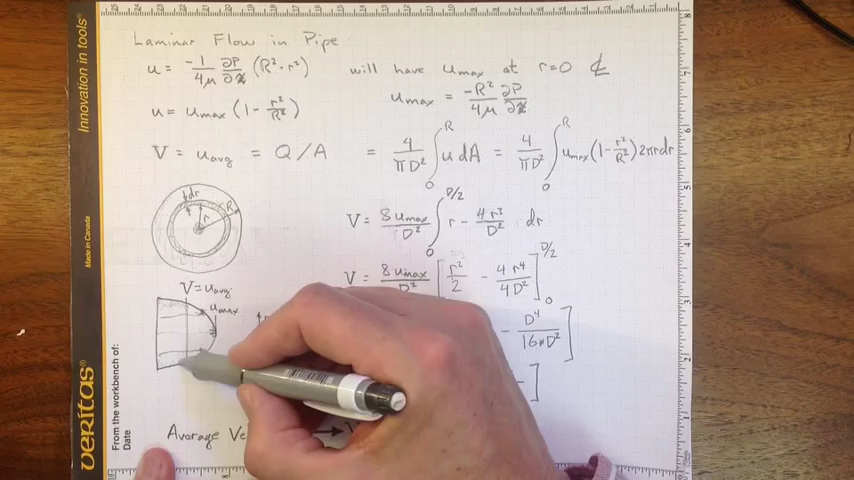 Laminar Flow in Pipe
u = -1/4μ ∂P/∂x (R² - r²) will have umax at r=0 ℄
umax = -R²/4μ ∂P/∂x
u = umax (1 - r²/R²)
V = uavg = Q/A = 4/πD² ∫₀ᴿ u dA = 4/πD² ∫₀ᴿ umax (1 - r²/R²) 2πr dr
dr
r
R
V = 8umax/D² ∫₀^D/2 r - 4r³/D² dr
V = 8umax/D² [r²/2 - 4r⁴/4D²]₀^D/2
V = uavg
umax
- D⁴/16*D² ]
]
Average
veritas Innovation in tools
Made in Canada
From the workbench of:
Date